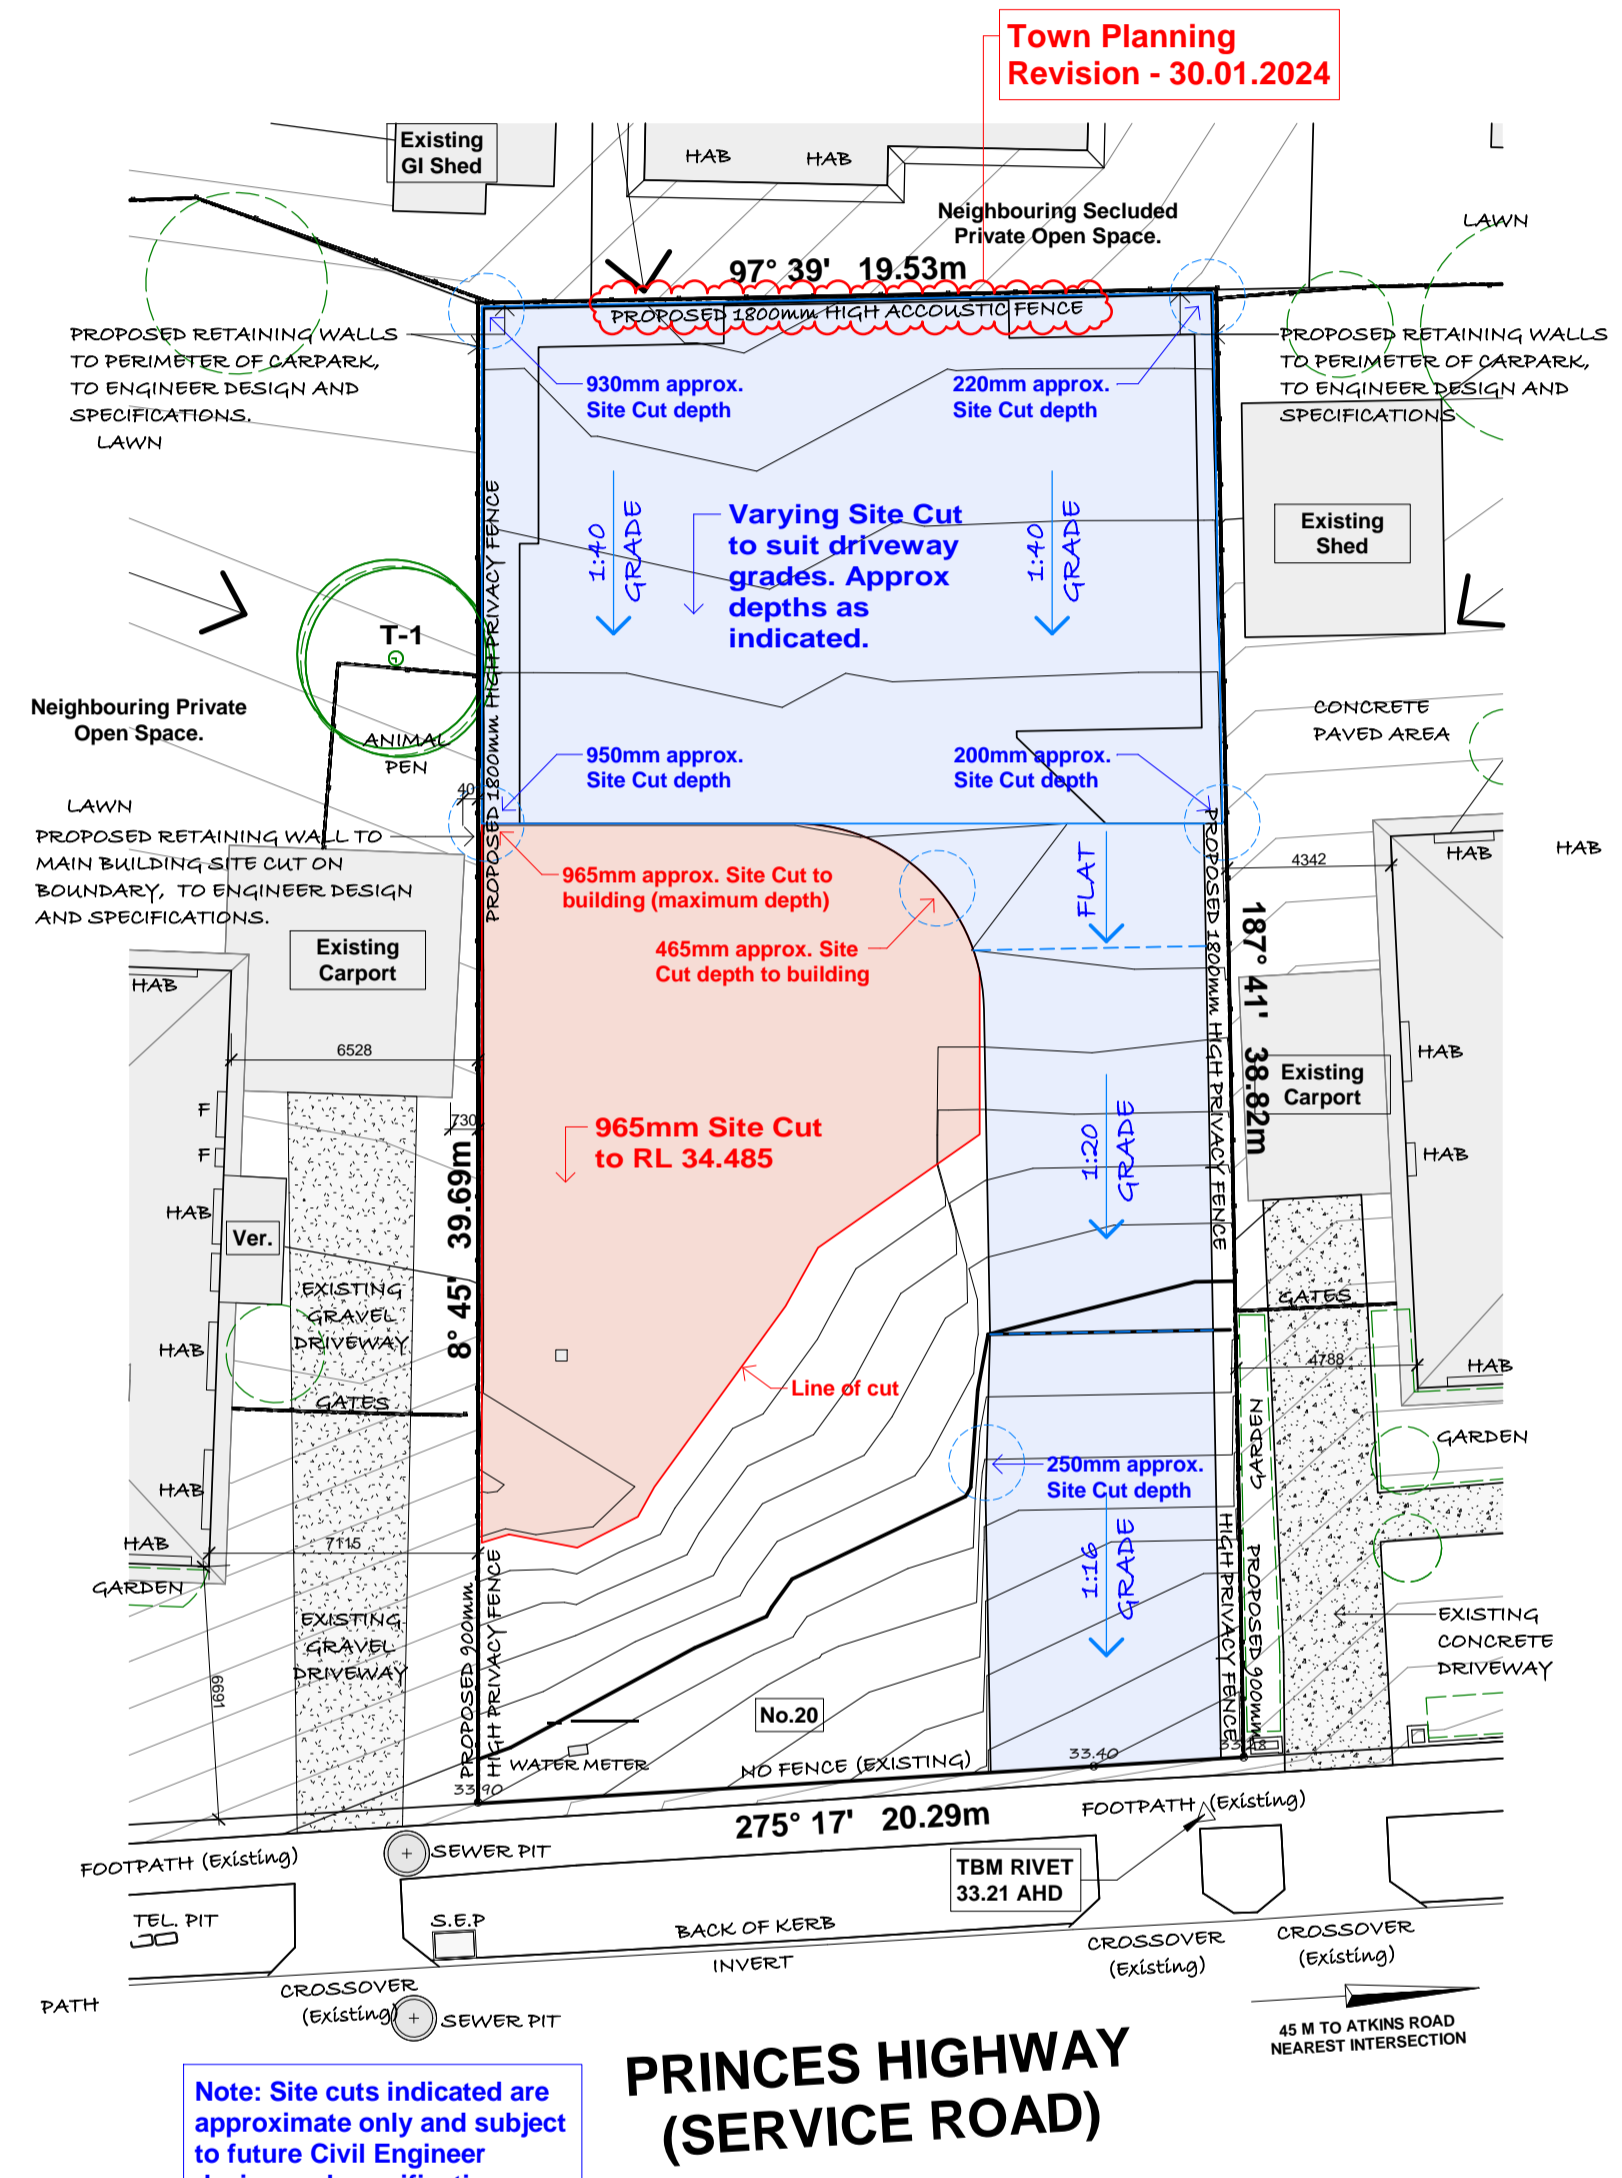 Town Planning
Revision - 30.01.2024
Existing
GI Shed
HAB
HAB
Neighbouring Secluded
Private Open Space.
LAWN
97° 39' 19.53m
PROPOSED 1800mm HIGH ACCOUSTIC FENCE
PROPOSED RETAINING WALLS
TO PERIMETER OF CARPARK,
TO ENGINEER DESIGN AND
SPECIFICATIONS.
LAWN
PROPOSED RETAINING WALLS
TO PERIMETER OF CARPARK,
TO ENGINEER DESIGN AND
SPECIFICATIONS
930mm approx.
Site Cut depth
220mm approx.
Site Cut depth
PROPOSED 1800mm HIGH PRIVACY FENCE
1:40
GRADE
Varying Site Cut
to suit driveway
grades. Approx
depths as
indicated.
1:40
GRADE
Existing
Shed
T-1
Neighbouring Private
Open Space.
ANIMAL
PEN
CONCRETE
PAVED AREA
950mm approx.
Site Cut depth
200mm approx.
Site Cut depth
40
LAWN
PROPOSED RETAINING WALL TO
MAIN BUILDING SITE CUT ON
BOUNDARY, TO ENGINEER DESIGN
AND SPECIFICATIONS.
965mm approx. Site Cut to
building (maximum depth)
465mm approx. Site
Cut depth to building
FLAT
PROPOSED 1800mm HIGH PRIVACY FENCE
4342
HAB
HAB
187° 41' 38.82m
Existing
Carport
HAB
6528
730
Existing
Carport
HAB
HAB
F
F
HAB
Ver.
965mm Site Cut
to RL 34.485
1:20
GRADE
8° 45' 39.69m
EXISTING
GRAVEL
DRIVEWAY
GATES
HAB
GATES
4788
HAB
Line of cut
GARDEN
GARDEN
HAB
250mm approx.
Site Cut depth
HAB
7115
GARDEN
1:16
GRADE
PROPOSED 900mm
HIGH PRIVACY FENCE
HIGH PRIVACY FENCE
PROPOSED 900mm
EXISTING
GRAVEL
DRIVEWAY
6691
EXISTING
CONCRETE
DRIVEWAY
No.20
WATER METER
NO FENCE (EXISTING)
33.40
33.90
275° 17' 20.29m
FOOTPATH (Existing)
FOOTPATH (Existing)
SEWER PIT
TBM RIVET
33.21 AHD
TEL. PIT
S.E.P
BACK OF KERB
INVERT
CROSSOVER
(Existing)
CROSSOVER
(Existing)
CROSSOVER
(Existing)
PATH
SEWER PIT
45 M TO ATKINS ROAD
NEAREST INTERSECTION
PRINCES HIGHWAY
(SERVICE ROAD)
Note: Site cuts indicated are
approximate only and subject
to future Civil Engineer